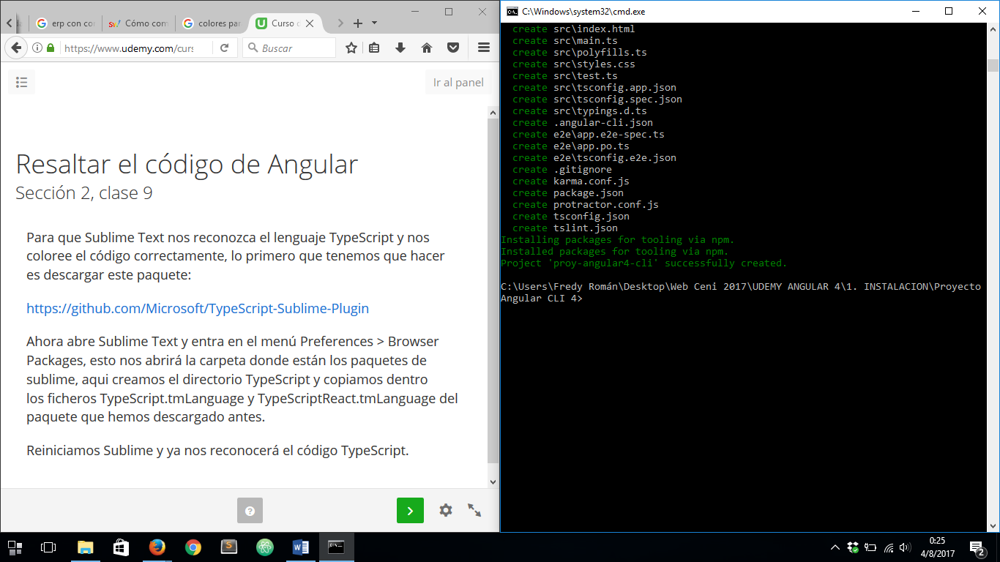 erp con co
Cómo com
colores par
Curso d
https://www.udemy.com/curs
Buscar
Ir al panel
Resaltar el código de Angular
Sección 2, clase 9
Para que Sublime Text nos reconozca el lenguaje TypeScript y nos
coloree el código correctamente, lo primero que tenemos que hacer
es descargar este paquete:
https://github.com/Microsoft/TypeScript-Sublime-Plugin
Ahora abre Sublime Text y entra en el menú Preferences > Browser
Packages, esto nos abrirá la carpeta donde están los paquetes de
sublime, aqui creamos el directorio TypeScript y copiamos dentro
los ficheros TypeScript.tmLanguage y TypeScriptReact.tmLanguage del
paquete que hemos descargado antes.
Reiniciamos Sublime y ya nos reconocerá el código TypeScript.
C:\Windows\system32\cmd.exe
create src\index.html
create src\main.ts
create src\polyfills.ts
create src\styles.css
create src\test.ts
create src\tsconfig.app.json
create src\tsconfig.spec.json
create src\typings.d.ts
create .angular-cli.json
create e2e\app.e2e-spec.ts
create e2e\app.po.ts
create e2e\tsconfig.e2e.json
create .gitignore
create karma.conf.js
create package.json
create protractor.conf.js
create tsconfig.json
create tslint.json
Installing packages for tooling via npm.
Installed packages for tooling via npm.
Project 'proy-angular4-cli' successfully created.
C:\Users\Fredy Román\Desktop\Web Ceni 2017\UDEMY ANGULAR 4\1. INSTALACION\Proyecto
Angular CLI 4>
0:25
4/8/2017
2